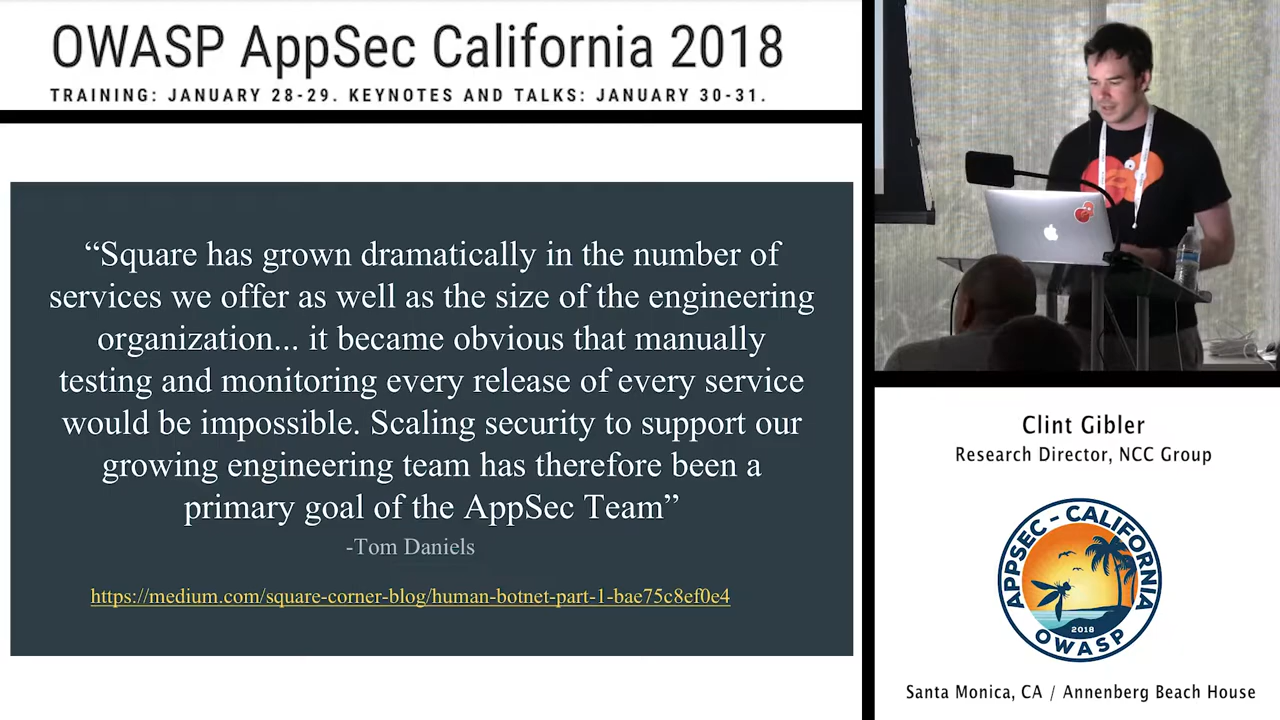 OWASP AppSec California 2018
TRAINING: JANUARY 28-29. KEYNOTES AND TALKS: JANUARY 30-31.
“Square has grown dramatically in the number of
services we offer as well as the size of the engineering
organization... it became obvious that manually
testing and monitoring every release of every service
would be impossible. Scaling security to support our
growing engineering team has therefore been a
primary goal of the AppSec Team”
-Tom Daniels
https://medium.com/square-corner-blog/human-botnet-part-1-bae75c8ef0e4
Clint Gibler
Research Director, NCC Group
APPSEC - CALIFORNIA
2018
OWASP
Santa Monica, CA / Annenberg Beach House